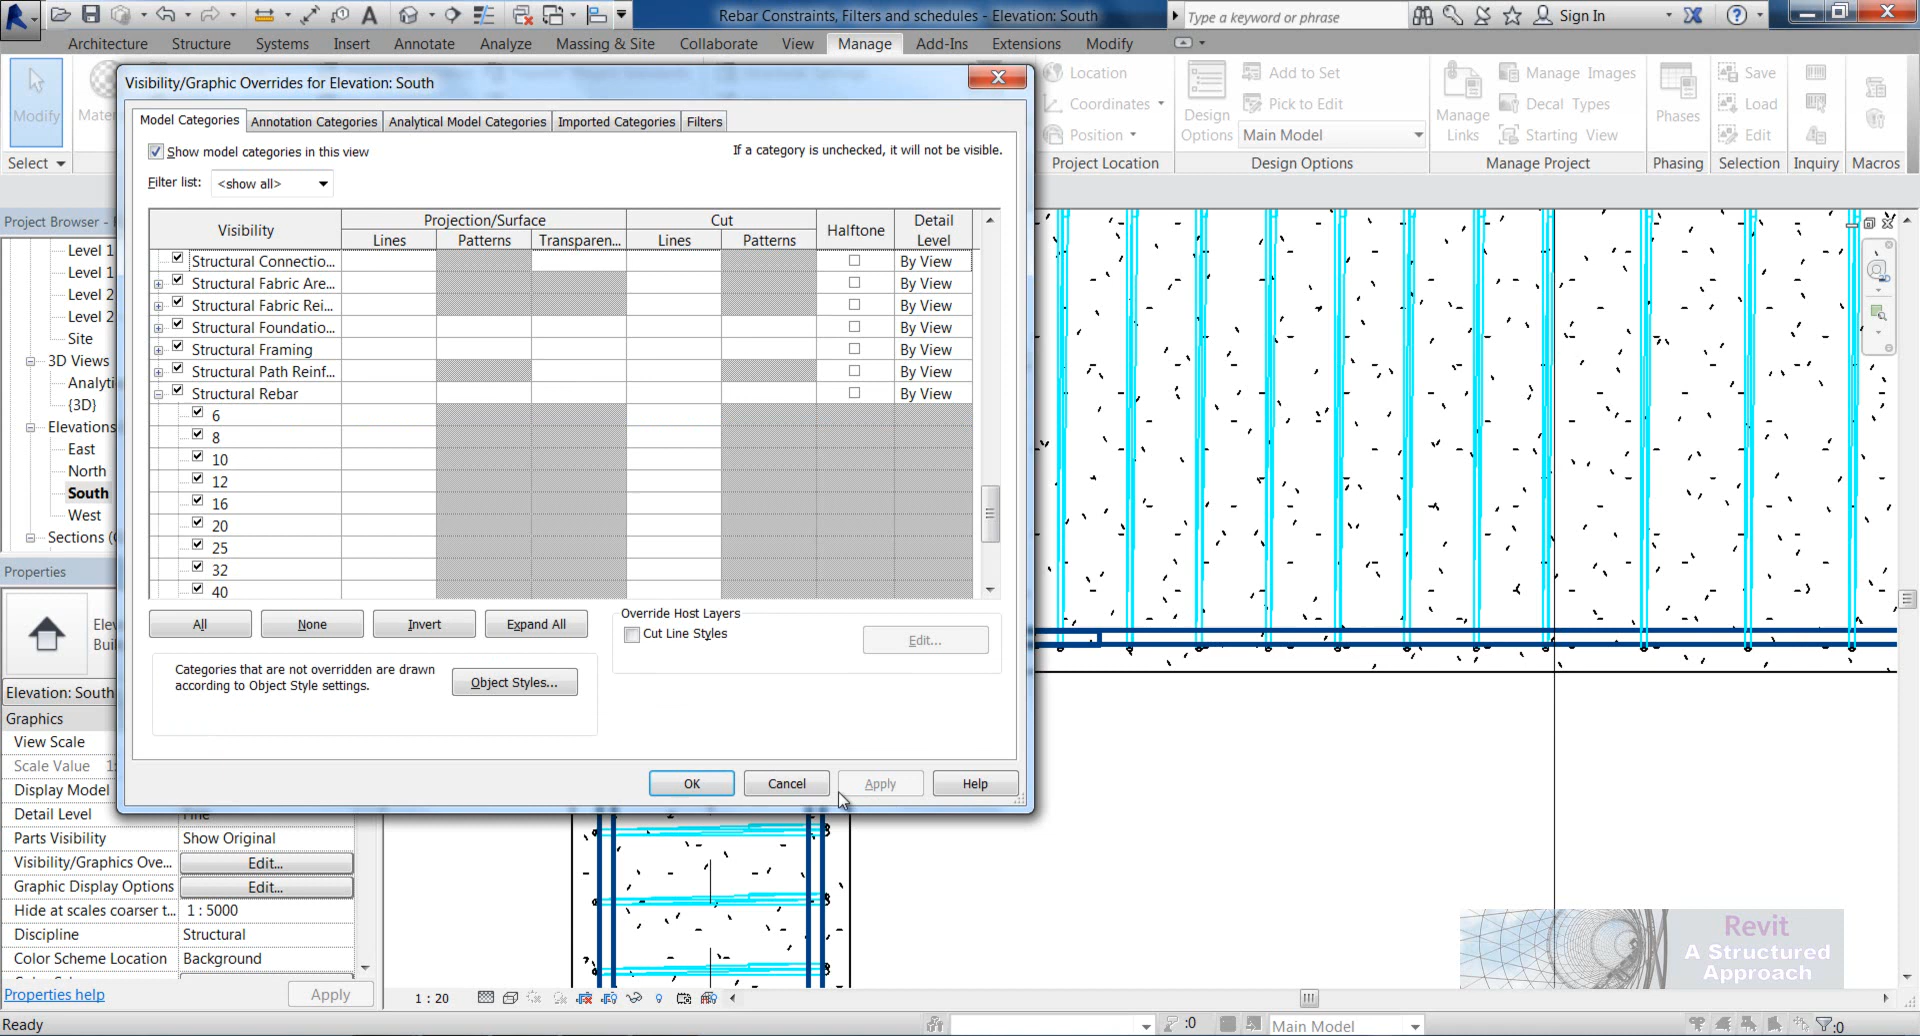 Rebar Constraints, Filters and schedules - Elevation: South
Type a keyword or phrase
Sign In
Architecture
Structure
Systems
Insert
Annotate
Analyze
Massing & Site
Collaborate
View
Manage
Add-Ins
Extensions
Modify
Modify
Mater
Select
Location
Coordinates
Position
Project Location
Design
Options
Add to Set
Pick to Edit
Main Model
Design Options
Manage
Links
Manage Images
Decal Types
Starting View
Manage Project
Phases
Phasing
Save
Load
Edit
Selection
Inquiry
Macros
Visibility/Graphic Overrides for Elevation: South
Model Categories
Annotation Categories
Analytical Model Categories
Imported Categories
Filters
Show model categories in this view
If a category is unchecked, it will not be visible.
Filter list:
<show all>
Visibility
Projection/Surface
Cut
Halftone
Detail
Level
Lines
Patterns
Transparen...
Lines
Patterns
Structural Connectio... By View
Structural Fabric Are... By View
Structural Fabric Rei... By View
Structural Foundatio... By View
Structural Framing By View
Structural Path Reinf... By View
Structural Rebar By View
6
8
10
12
16
20
25
32
40
All
None
Invert
Expand All
Override Host Layers
Cut Line Styles
Edit...
Categories that are not overridden are drawn
according to Object Style settings.
Object Styles...
OK
Cancel
Apply
Help
Project Browser -
Level 1
Level 1
Level 2
Level 2
Site
3D Views
Analyti
{3D}
Elevations
East
North
South
West
Sections (
Properties
Elev
Buil
Elevation: South
Graphics
View Scale
Scale Value 1:
Display Model
Detail Level Fine
Parts Visibility Show Original
Visibility/Graphics Ove... Edit...
Graphic Display Options Edit...
Hide at scales coarser t... 1 : 5000
Discipline Structural
Color Scheme Location Background
Properties help
Apply
1 : 20
Revit
A Structured
Approach
Ready
:0
Main Model
:0